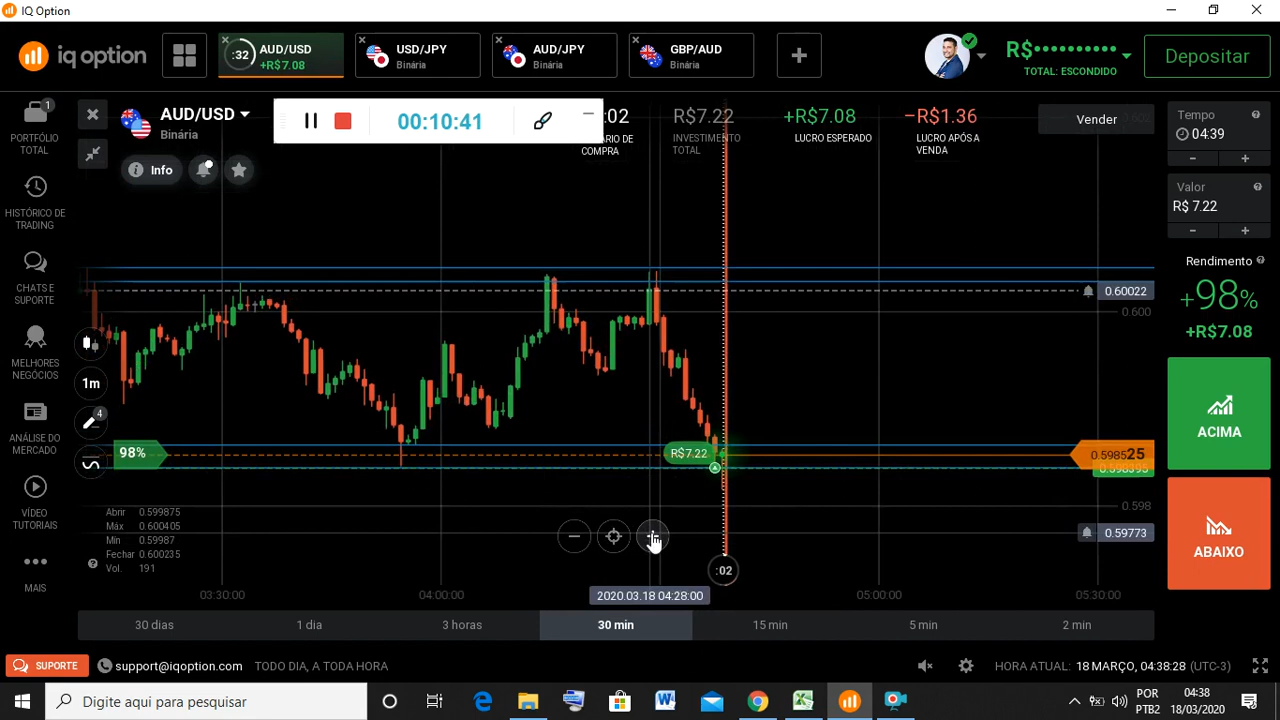 IQ Option
iq option
:32
AUD/USD
+R$7.08
USD/JPY
Binária
AUD/JPY
Binária
GBP/AUD
Binária
R$••••••••••
TOTAL: ESCONDIDO
Depositar
1
PORTFÓLIO
TOTAL
HISTÓRICO DE
TRADING
CHATS E
SUPORTE
MELHORES
NEGÓCIOS
ANÁLISE DO
MERCADO
VÍDEO
TUTORIAIS
MAIS
AUD/USD
Binária
Info
00:10:41
:02
COMPRA
R$7.22
INVESTIMENTO
TOTAL
+R$7.08
LUCRO ESPERADO
−R$1.36
LUCRO APÓS A
VENDA
Vender
Tempo
04:39
Valor
R$ 7.22
Rendimento
+98%
+R$7.08
ACIMA
ABAIXO
1m
4
98%
R$7.22
0.60022
0.600
0.598525
0.598
0.59773
Abrir 0.599875
Máx 0.600405
Mín 0.59987
Fechar 0.600235
Vol. 191
:02
03:30:00
04:00:00
2020.03.18 04:28:00
05:00:00
05:30:00
30 dias
1 dia
3 horas
30 min
15 min
5 min
2 min
SUPORTE
support@iqoption.com
TODO DIA, A TODA HORA
HORA ATUAL: 18 MARÇO, 04:38:28 (UTC-3)
Digite aqui para pesquisar
POR
PTB2
04:38
18/03/2020